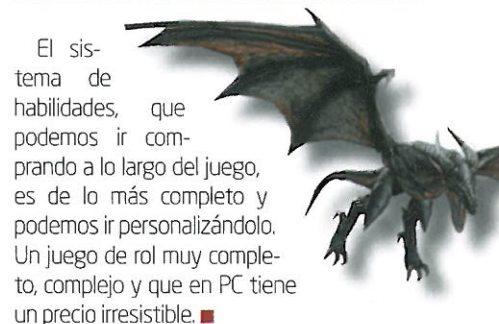 El sis-
tema de
habilidades, que
podemos ir com-
prando a lo largo del juego,
es de lo más completo y
podemos ir personalizándolo.
Un juego de rol muy comple-
to, complejo y que en PC tiene
un precio irresistible. ■